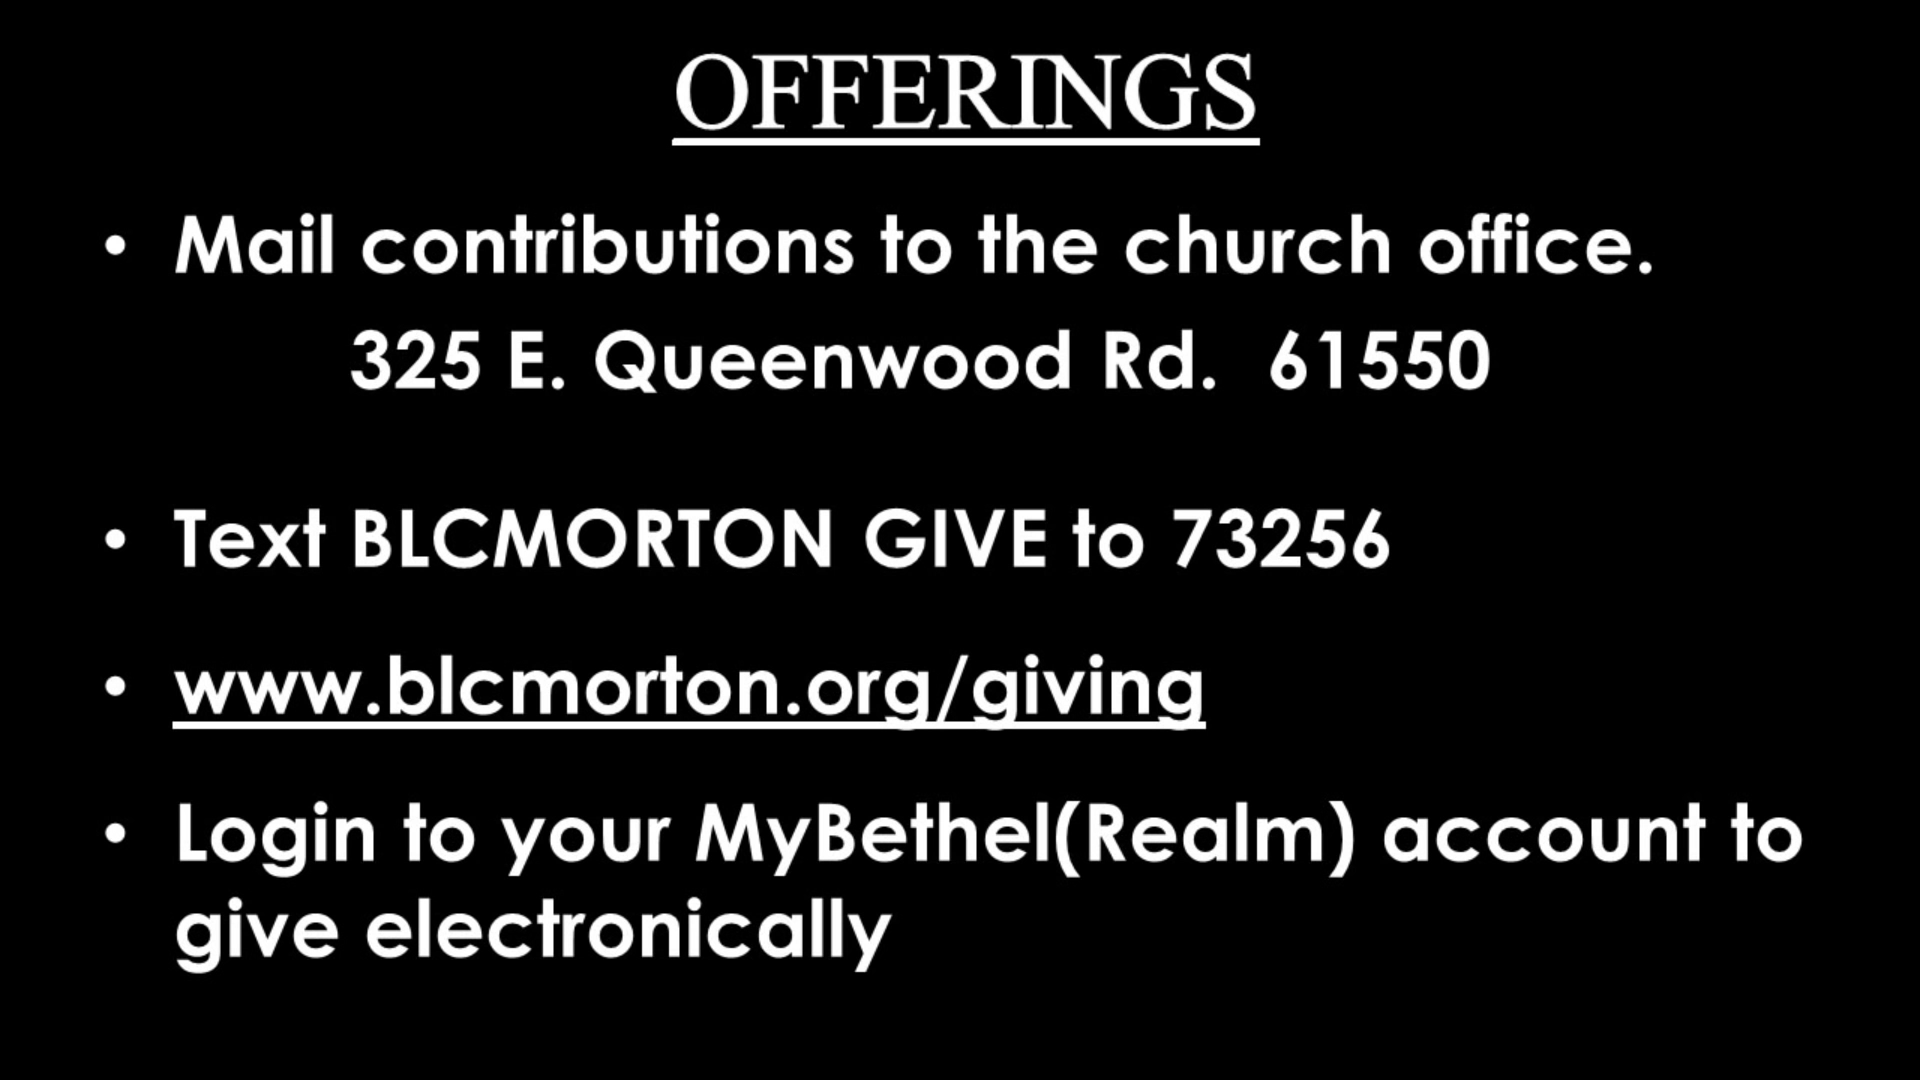 OFFERINGS
• Mail contributions to the church office.
325 E. Queenwood Rd.  61550
• Text BLCMORTON GIVE to 73256
• www.blcmorton.org/giving
• Login to your MyBethel(Realm) account to
give electronically